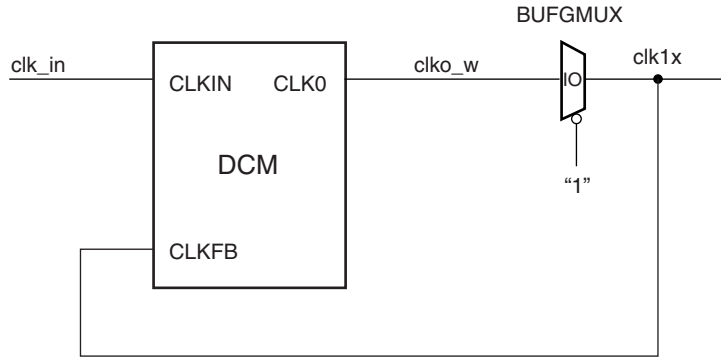 BUFGMUX
clk_in
clko_w
clk1x
CLKIN
CLK0
IO
DCM
“1”
CLKFB